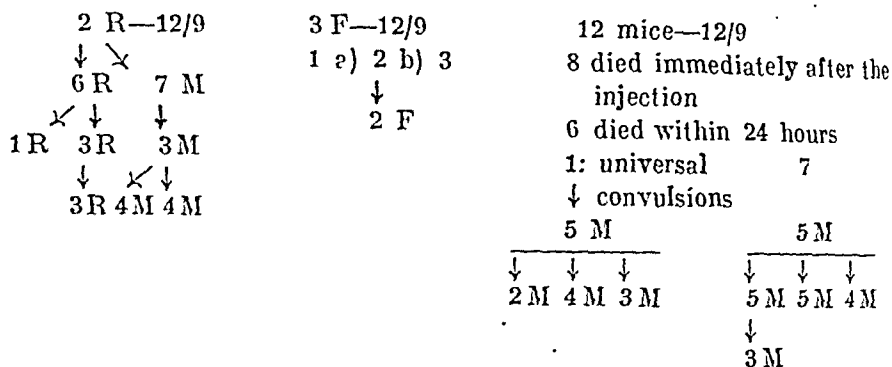 2 R—12/9
6 R 7 M
1 R 3 R 3 M
3 R 4 M 4 M
3 F—12/9
1 a) 2 b) 3
2 F
12 mice—12/9
8 died immediately after the
injection
6 died within 24 hours
1: universal 7
convulsions
5 M 5 M
2 M 4 M 3 M 5 M 5 M 4 M
3 M